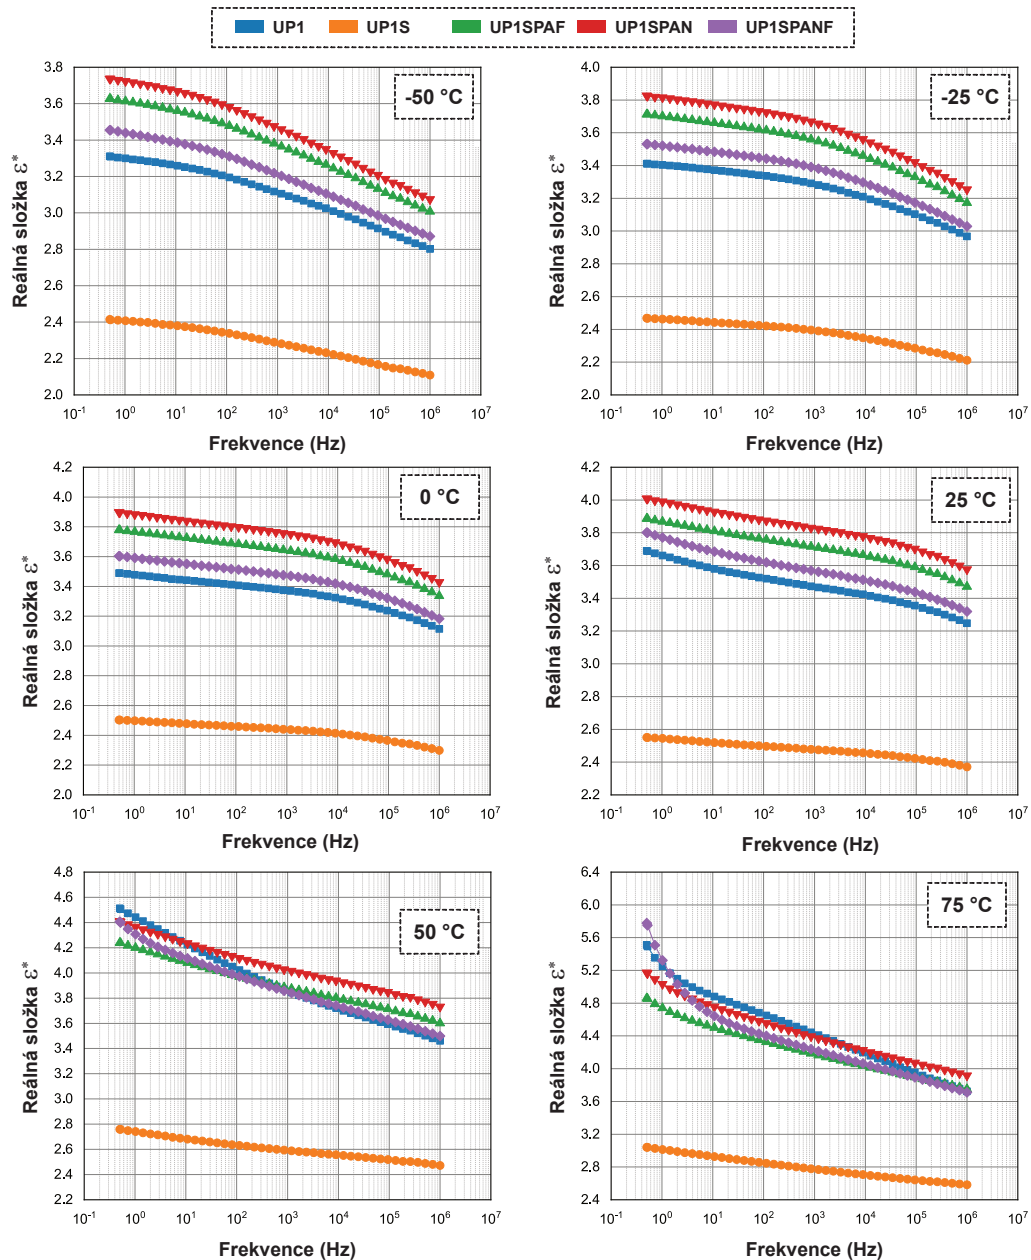 UP1 UP1S UP1SPAF UP1SPAN UP1SPANF
-50 °C
Reálná složka ε*
3.8
3.6
3.4
3.2
3.0
2.8
2.6
2.4
2.2
2.0
10⁻¹ 10⁰ 10¹ 10² 10³ 10⁴ 10⁵ 10⁶ 10⁷
Frekvence (Hz)
-25 °C
Reálná složka ε*
4.0
3.8
3.6
3.4
3.2
3.0
2.8
2.6
2.4
2.2
2.0
10⁻¹ 10⁰ 10¹ 10² 10³ 10⁴ 10⁵ 10⁶ 10⁷
Frekvence (Hz)
0 °C
Reálná složka ε*
4.2
4.0
3.8
3.6
3.4
3.2
3.0
2.8
2.6
2.4
2.2
2.0
10⁻¹ 10⁰ 10¹ 10² 10³ 10⁴ 10⁵ 10⁶ 10⁷
Frekvence (Hz)
25 °C
Reálná složka ε*
4.2
4.0
3.8
3.6
3.4
3.2
3.0
2.8
2.6
2.4
2.2
10⁻¹ 10⁰ 10¹ 10² 10³ 10⁴ 10⁵ 10⁶ 10⁷
Frekvence (Hz)
50 °C
Reálná složka ε*
4.8
4.6
4.4
4.2
4.0
3.8
3.6
3.4
3.2
3.0
2.8
2.6
2.4
2.2
10⁻¹ 10⁰ 10¹ 10² 10³ 10⁴ 10⁵ 10⁶ 10⁷
Frekvence (Hz)
75 °C
Reálná složka ε*
6.4
6.0
5.6
5.2
4.8
4.4
4.0
3.6
3.2
2.8
2.4
10⁻¹ 10⁰ 10¹ 10² 10³ 10⁴ 10⁵ 10⁶ 10⁷
Frekvence (Hz)